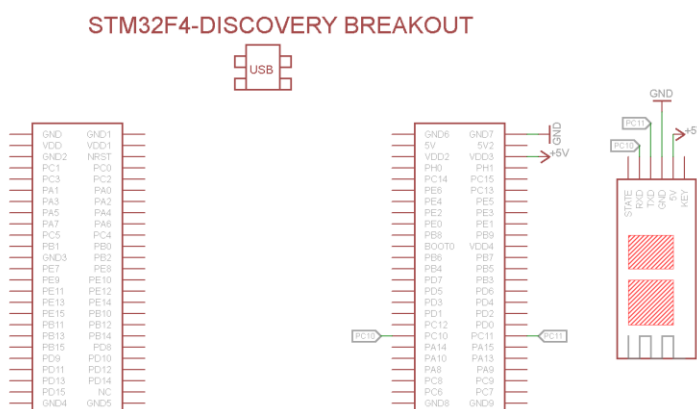 STM32F4-DISCOVERY BREAKOUT
USB
GND GND1
VDD VDD1
GND2 NRST
PC1 PC0
PC3 PC2
PA1 PA0
PA3 PA2
PA5 PA4
PA7 PA6
PC5 PC4
PB1 PB0
GND3 PB2
PE7 PE8
PE9 PE10
PE11 PE12
PE13 PE14
PE15 PB10
PB11 PB12
PB13 PB14
PB15 PD8
PD9 PD10
PD11 PD12
PD13 PD14
PD15 NC
GND4 GND5
GND6 GND7 GND
5V 5V2
VDD2 VDD3 +5V
PH0 PH1
PC14 PC15
PE6 PC13
PE4 PE5
PE2 PE3
PE0 PE1
PB8 PB9
BOOT0 VDD4
PB6 PB7
PB4 PB5
PD7 PB3
PD5 PD6
PD3 PD4
PD1 PD2
PC12 PD0
PC10 PC10 PC11 PC11
PA14 PA15
PA10 PA13
PA8 PA9
PC8 PC9
PC6 PC7
GND8 GND9
GND
PC11
+5
PC10
STATE
RXD
TXD
GND
5V
KEY